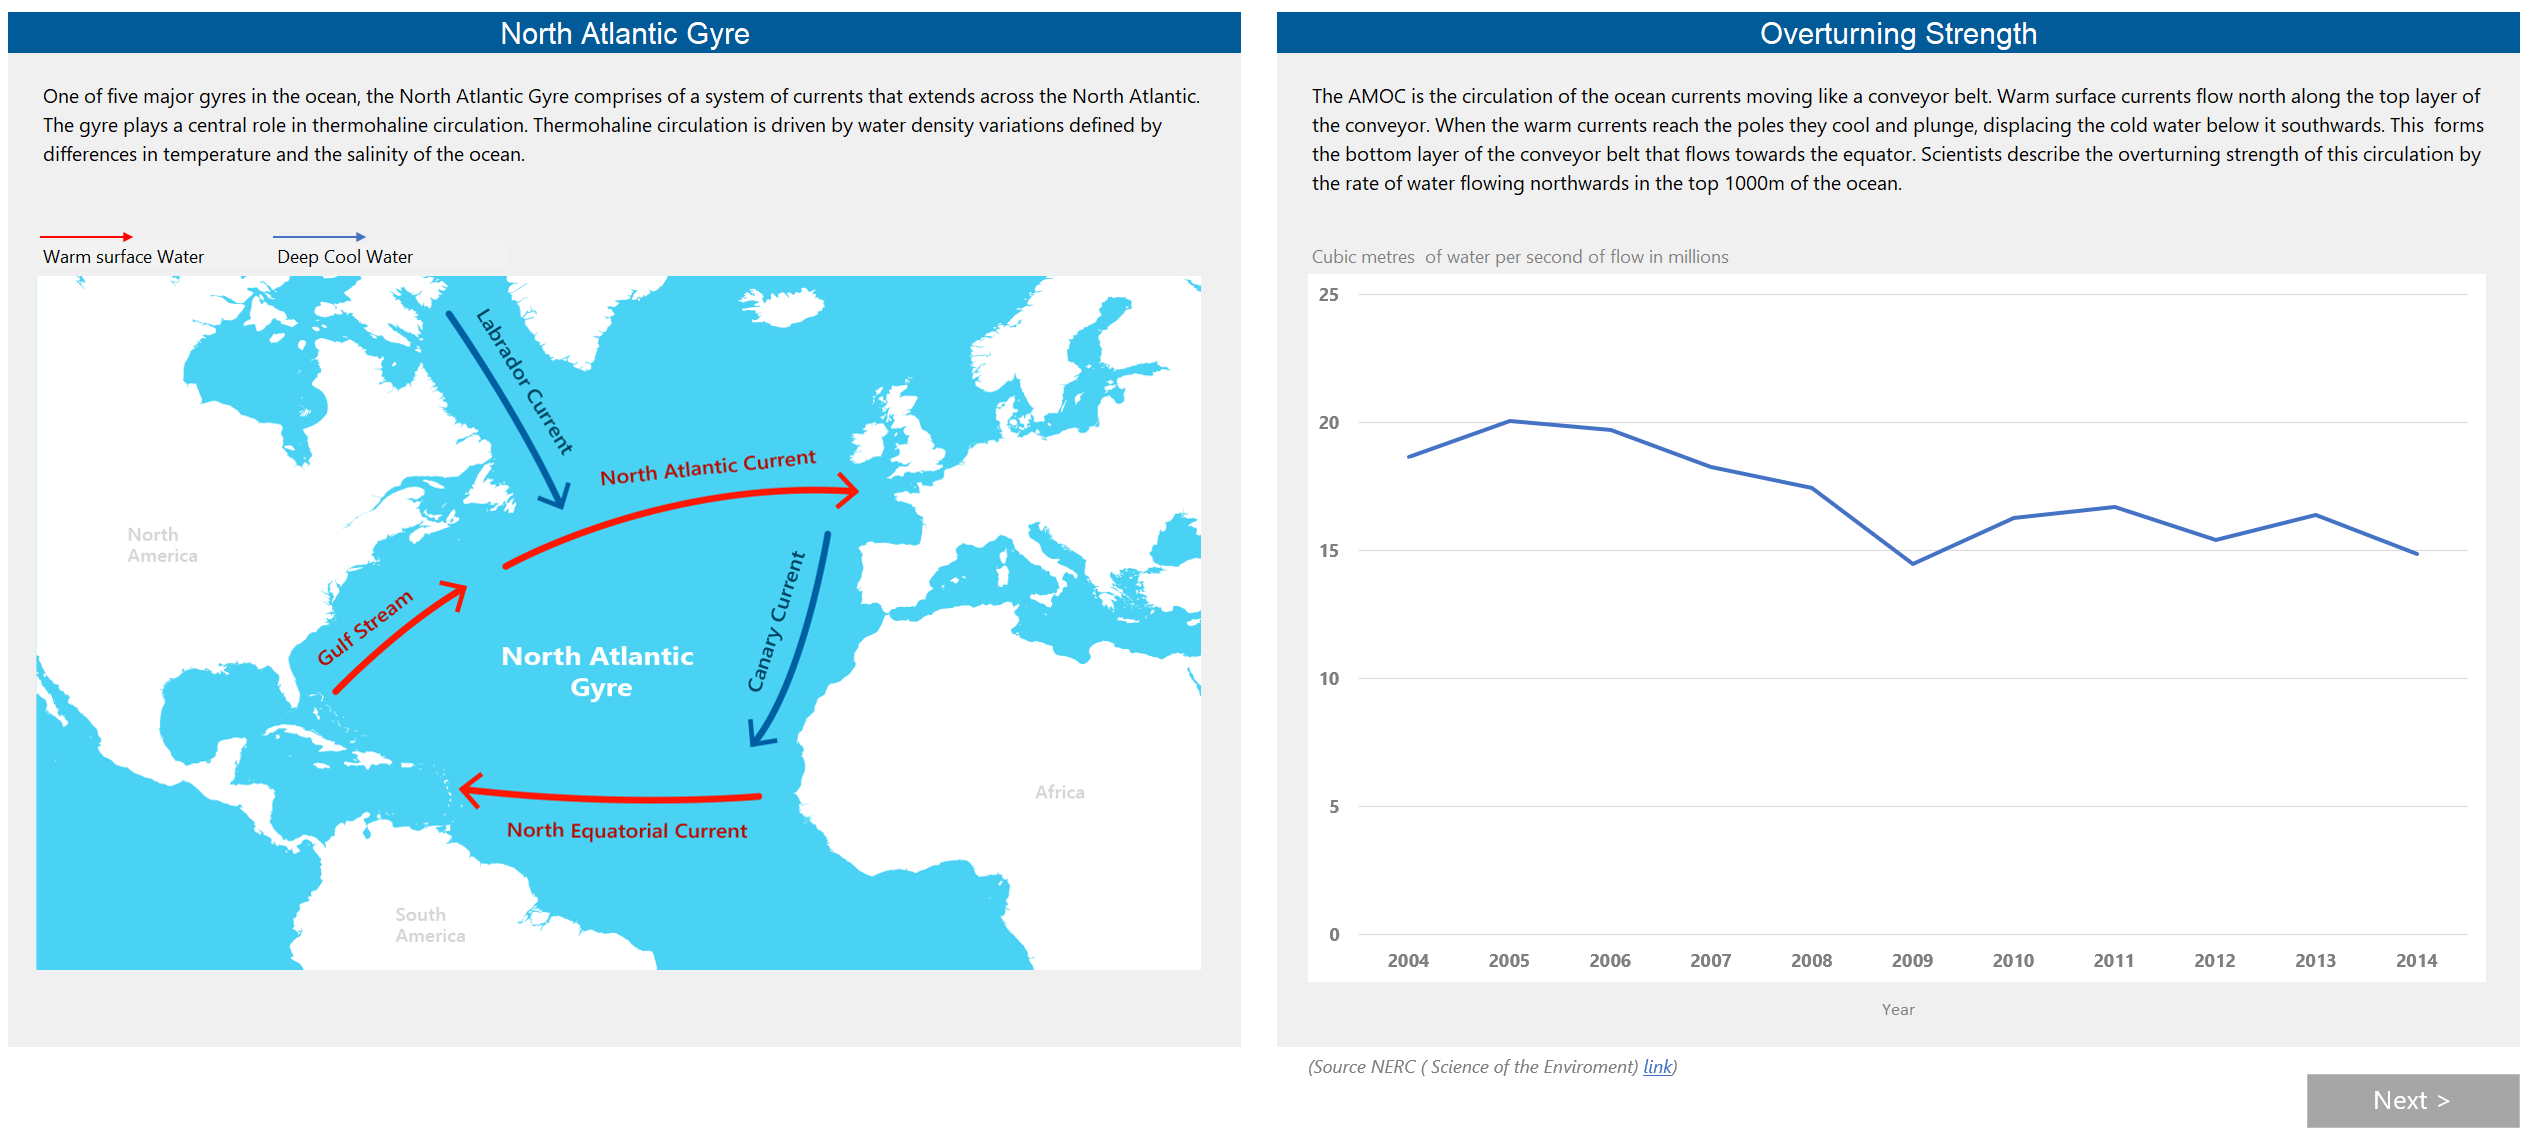 North Atlantic Gyre
One of five major gyres in the ocean, the North Atlantic Gyre comprises of a system of currents that extends across the North Atlantic.
The gyre plays a central role in thermohaline circulation. Thermohaline circulation is driven by water density variations defined by
differences in temperature and the salinity of the ocean.
Warm surface Water
Deep Cool Water
Labrador Current
North Atlantic Current
North
America
Gulf Stream
Canary Current
North Atlantic
Gyre
Africa
North Equatorial Current
South
America
Overturning Strength
The AMOC is the circulation of the ocean currents moving like a conveyor belt. Warm surface currents flow north along the top layer of
the conveyor. When the warm currents reach the poles they cool and plunge, displacing the cold water below it southwards. This  forms
the bottom layer of the conveyor belt that flows towards the equator. Scientists describe the overturning strength of this circulation by
the rate of water flowing northwards in the top 1000m of the ocean.
Cubic metres  of water per second of flow in millions
25
20
15
10
5
0
2004 2005 2006 2007 2008 2009 2010 2011 2012 2013 2014
Year
(Source NERC ( Science of the Enviroment) link)
Next >